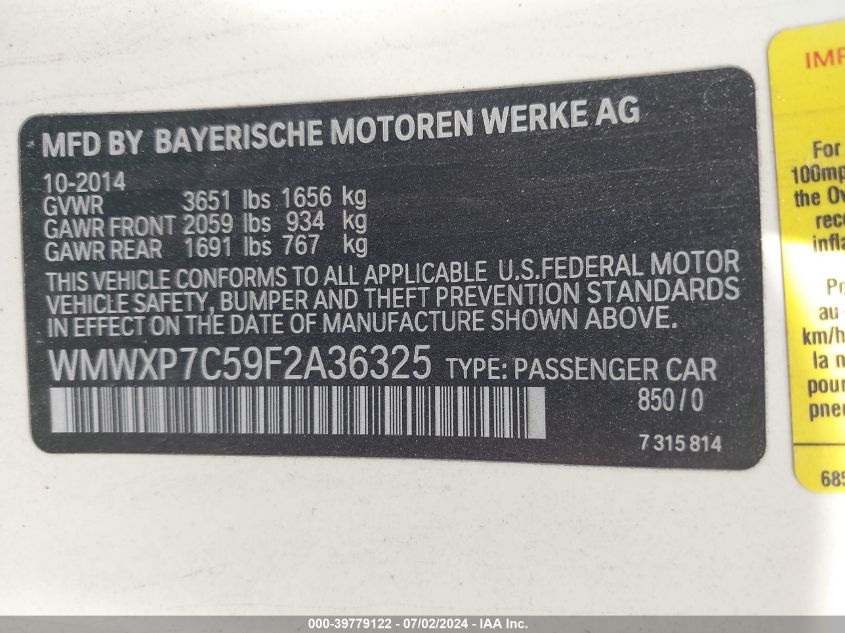 MFD BY BAYERISCHE MOTOREN WERKE AG
10-2014
GVWR 3651 lbs 1656 kg
GAWR FRONT 2059 lbs 934 kg
GAWR REAR 1691 lbs 767 kg
THIS VEHICLE CONFORMS TO ALL APPLICABLE U.S.FEDERAL MOTOR
VEHICLE SAFETY, BUMPER AND THEFT PREVENTION STANDARDS
IN EFFECT ON THE DATE OF MANUFACTURE SHOWN ABOVE.
WMWXP7C59F2A36325 TYPE: PASSENGER CAR
850/0
7 315 814
For
100mp
the Ov
rece
infla
au
km/h
la n
pour
pneu
685
000-39779122 - 07/02/2024 - IAA Inc.